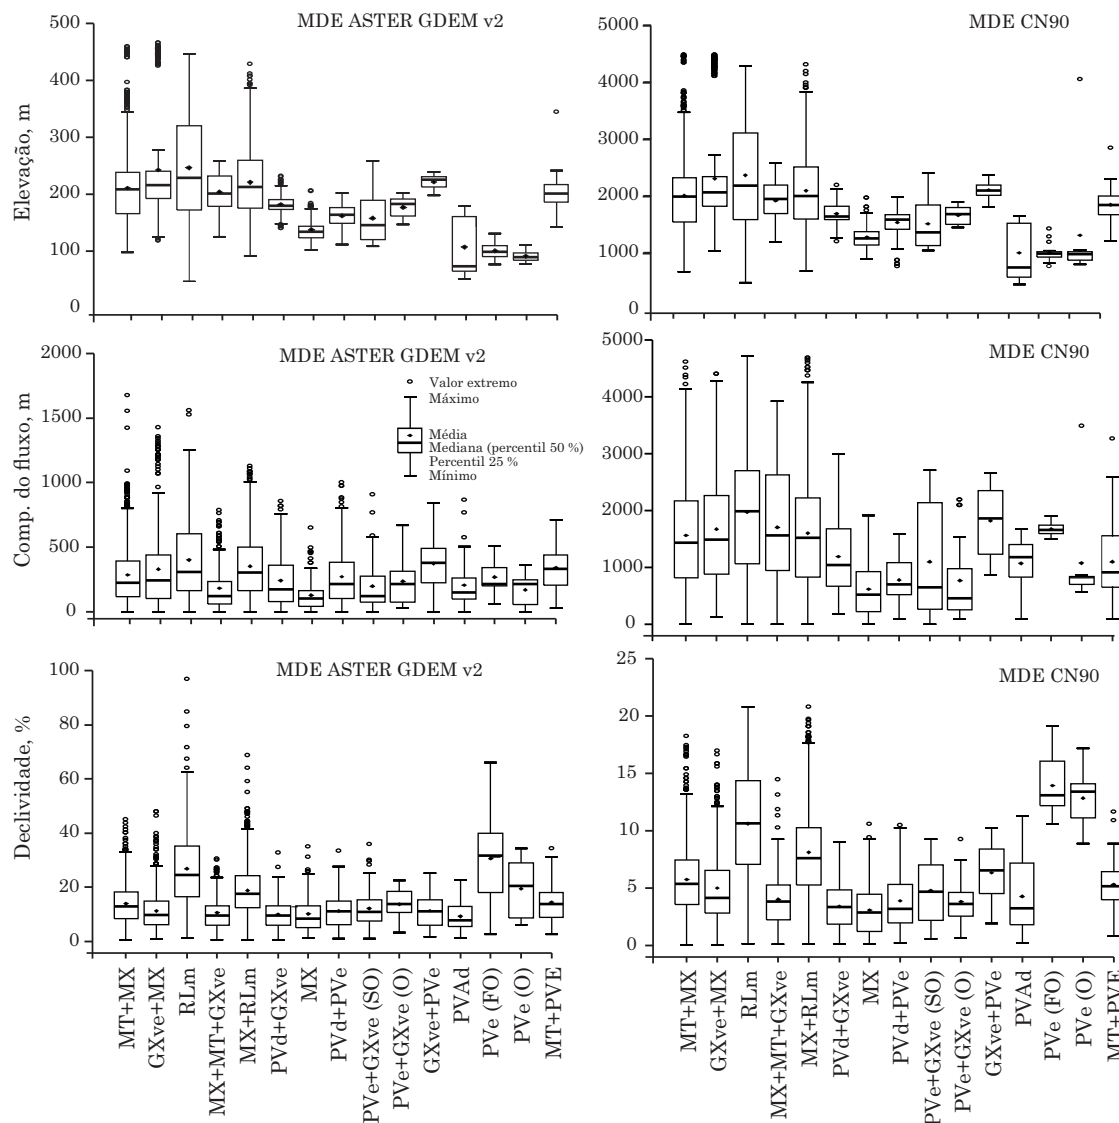 MDE ASTER GDEM v2
Elevação, m
500
400
300
200
100
0
MDE CN90
5000
4000
3000
2000
1000
0
MDE ASTER GDEM v2
Comp. do fluxo, m
2000
1500
1000
500
0
Valor extremo
Máximo
Média
Mediana (percentil 50 %)
Percentil 25 %
Mínimo
MDE CN90
5000
4000
3000
2000
1000
0
MDE ASTER GDEM v2
Declividade, %
100
80
60
40
20
0
MDE CN90
25
20
15
10
5
0
MT+MX
GXve+MX
RLm
MX+MT+GXve
MX+RLm
PVd+GXve
MX
PVd+PVe
PVe+GXve (SO)
PVe+GXve (O)
GXve+PVe
PVAd
PVe (FO)
PVe (O)
MT+PVE
MT+MX
GXve+MX
RLm
MX+MT+GXve
MX+RLm
PVd+GXve
MX
PVd+PVe
PVe+GXve (SO)
PVe+GXve (O)
GXve+PVe
PVAd
PVe (FO)
PVe (O)
MT+PVE